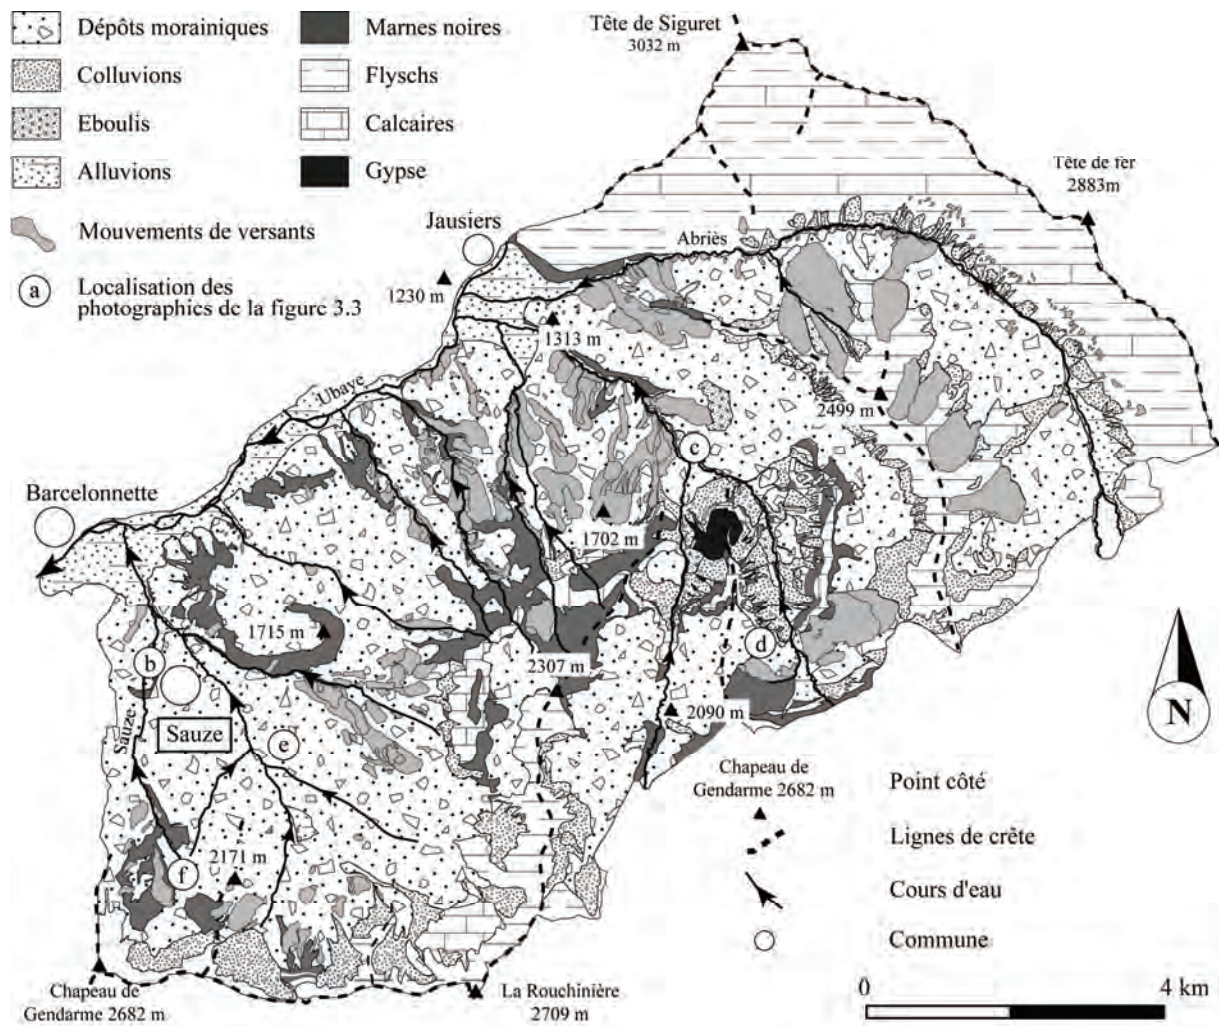 Dépôts morainiques
Colluvions
Eboulis
Alluvions
Mouvements de versants
a
Localisation des
photographies de la figure 3.3
Marnes noires
Flyschs
Calcaires
Gypse
Tête de Siguret
3032 m
Tête de fer
2883m
Jausiers
1230 m
Abriès
1313 m
Ubaye
2499 m
c
Barcelonnette
1702 m
1715 m
b
d
2307 m
2090 m
Sauze
Sauze
e
f
2171 m
Chapeau de
Gendarme 2682 m
La Rouchinière
2709 m
N
Chapeau de
Gendarme 2682 m
Point côté
Lignes de crête
Cours d'eau
Commune
0
4 km